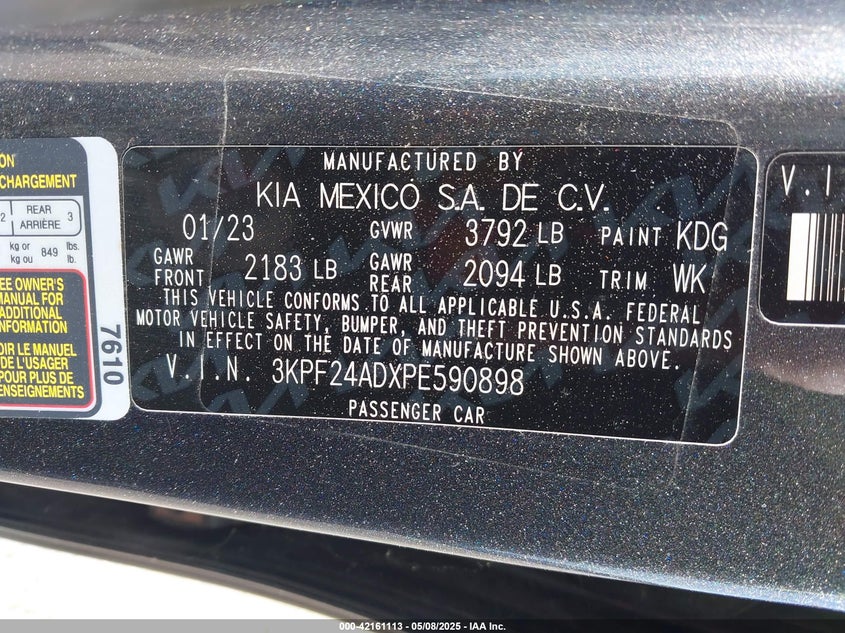 ON
CHARGEMENT
2 REAR ARRIÈRE 3
kg or kg ou 849 lbs. lb.
EE OWNER'S
MANUAL FOR
ADDITIONAL
NFORMATION
OIR LE MANUEL
DE L'USAGER
POUR PLUS DE
ENSEIGNEMENTS
7610
MANUFACTURED BY
KIA MEXICO S.A. DE C.V.
01/23 GVWR 3792 LB PAINT KDG
GAWR FRONT 2183 LB GAWR REAR 2094 LB TRIM WK
THIS VEHICLE CONFORMS TO ALL APPLICABLE U.S.A. FEDERAL
MOTOR VEHICLE SAFETY, BUMPER, AND THEFT PREVENTION STANDARDS
IN EFFECT ON THE DATE OF MANUFACTURE SHOWN ABOVE.
V.I.N. 3KPF24ADXPE590898
PASSENGER CAR
V.I
000-42161113 - 05/08/2025 - IAA Inc.